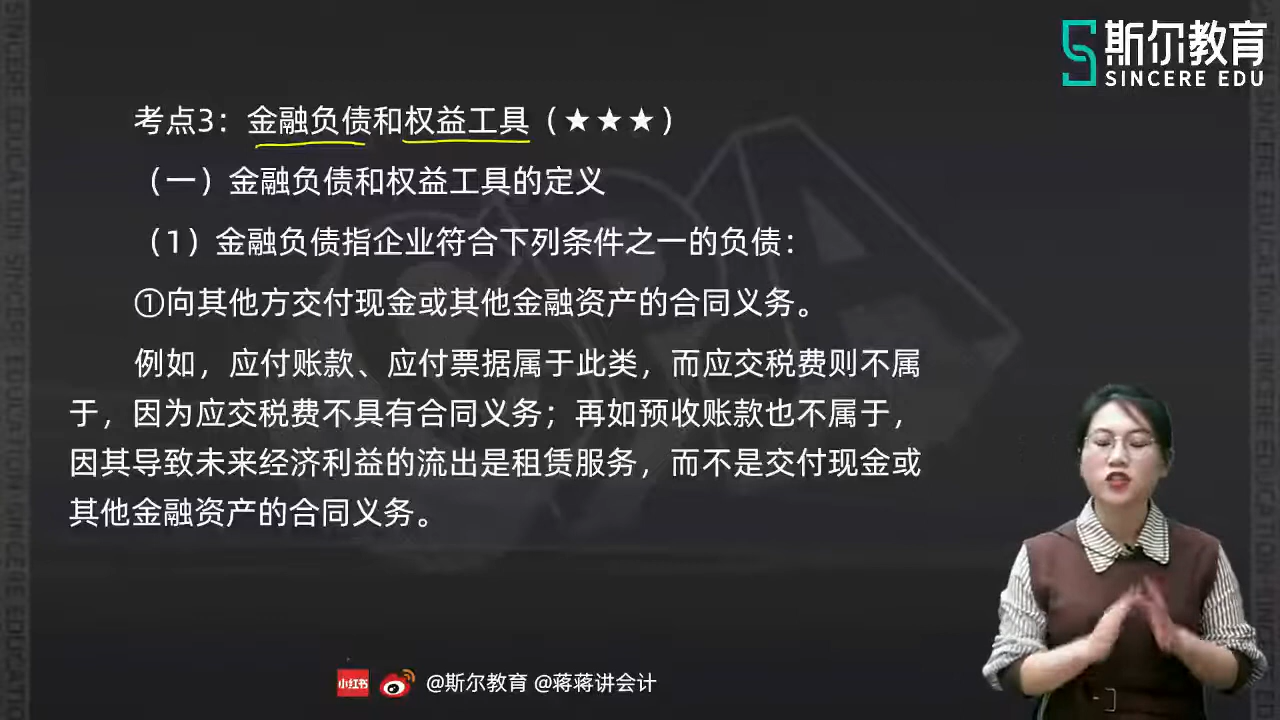 斯尔教育
SINCERE EDU
考点3：金融负债和权益工具（★★★）
（一）金融负债和权益工具的定义
（1）金融负债指企业符合下列条件之一的负债：
①向其他方交付现金或其他金融资产的合同义务。
例如，应付账款、应付票据属于此类，而应交税费则不属
于，因为应交税费不具有合同义务；再如预收账款也不属于，
因其导致未来经济利益的流出是租赁服务，而不是交付现金或
其他金融资产的合同义务。
小红书 @斯尔教育 @蒋蒋讲会计
SINCERE EDUCATION SINCERE EDUCATION
SINCERE EDUCATION SINCERE EDUCATION